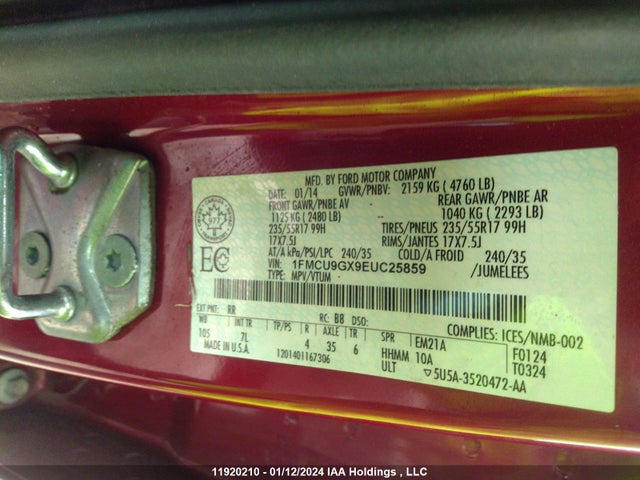 MFD. BY FORD MOTOR COMPANY
DATE: 01/14 GVWR/PNBV: 2159 KG ( 4760 LB)
FRONT GAWR/PNBE AV REAR GAWR/PNBE AR
1125 KG ( 2480 LB) -- 1040 KG ( 2293 LB)
235/55R17 99H TIRES/PNEUS 235/55R17 99H
17X7.5J RIMS/JANTES 17X7.5J
AT/A kPa/PSI/LPC 240/35 COLD/A FROID 240/35
VIN: 1FMCU9GX9EUC25859 /JUMELEES
TYPE: MPV/VTUM
977
EC
EXT PNT: RR RC: B8 DSO: COMPLIES: ICES/NMB-002
WB INT TR TP/PS R AXLE TR SPR EM21A F0124
105 7L 4 35 6 HHMM 10A T0324
MADE IN U.S.A. 1201401167306 ULT ▽5U5A-3520472-AA
11920210 - 01/12/2024 IAA Holdings , LLC